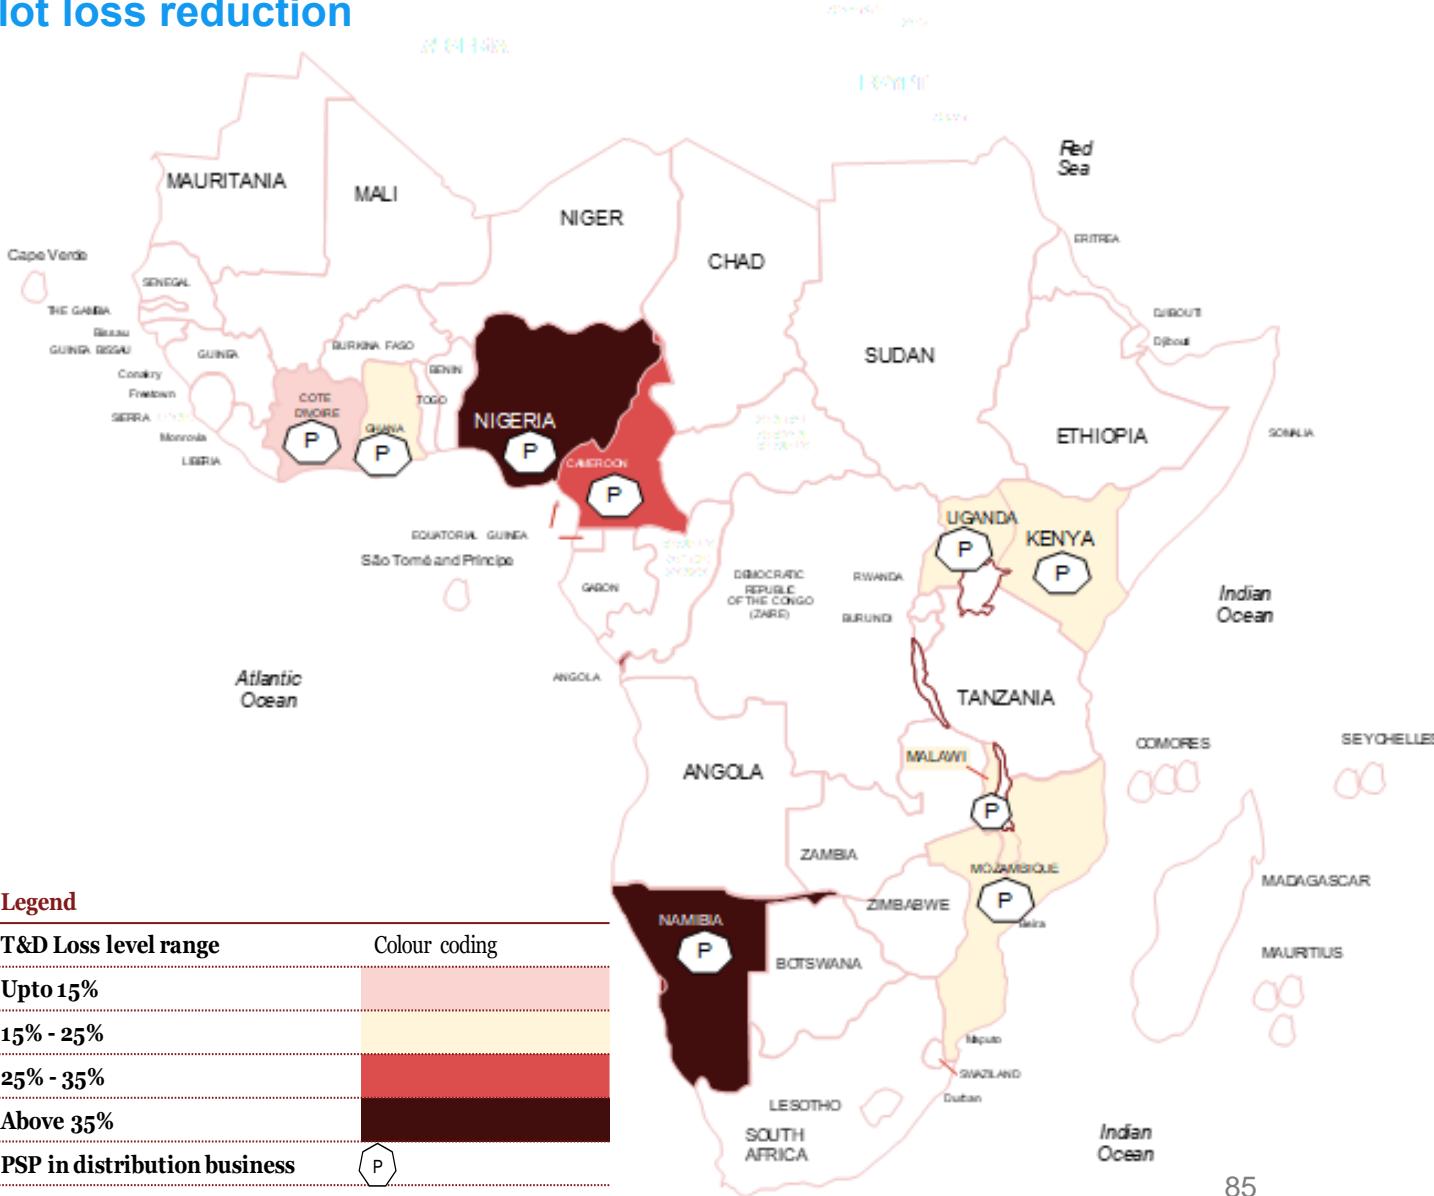 lot loss reduction
Red
Sea
MAURITANIA
MALI
NIGER
CHAD
ERITREA
Cape Verde
SENEGAL
THE GAMBIA
Bissau
GUINEA BISSAU
DJIBOUTI
Djibouti
BURKINA FASO
GUINEA
SUDAN
BENIN
Conakry
Freetown
COTE
D'IVOIRE
TOGO
SIERRA
NIGERIA
GHANA
P
P
P
Monrovia
LIBERIA
ETHIOPIA
SOMALIA
CAMEROON
P
UGANDA
P
KENYA
P
EQUATORIAL GUINEA
São Tomé and Príncipe
GABON
DEMOCRATIC
REPUBLIC
OF THE CONGO
(ZAIRE)
RWANDA
BURUNDI
Indian
Ocean
Atlantic
Ocean
ANGOLA
TANZANIA
COMORES
SEYCHELLES
MALAWI
ANGOLA
P
ZAMBIA
MOZAMBIQUE
P
Beira
MADAGASCAR
ZIMBABWE
NAMIBIA
P
BOTSWANA
MAURITIUS
Maputo
SWAZILAND
Durban
LESOTHO
SOUTH
AFRICA
Indian
Ocean
Legend
T&D Loss level range Colour coding
Upto 15%
15% - 25%
25% - 35%
Above 35%
PSP in distribution business P
85